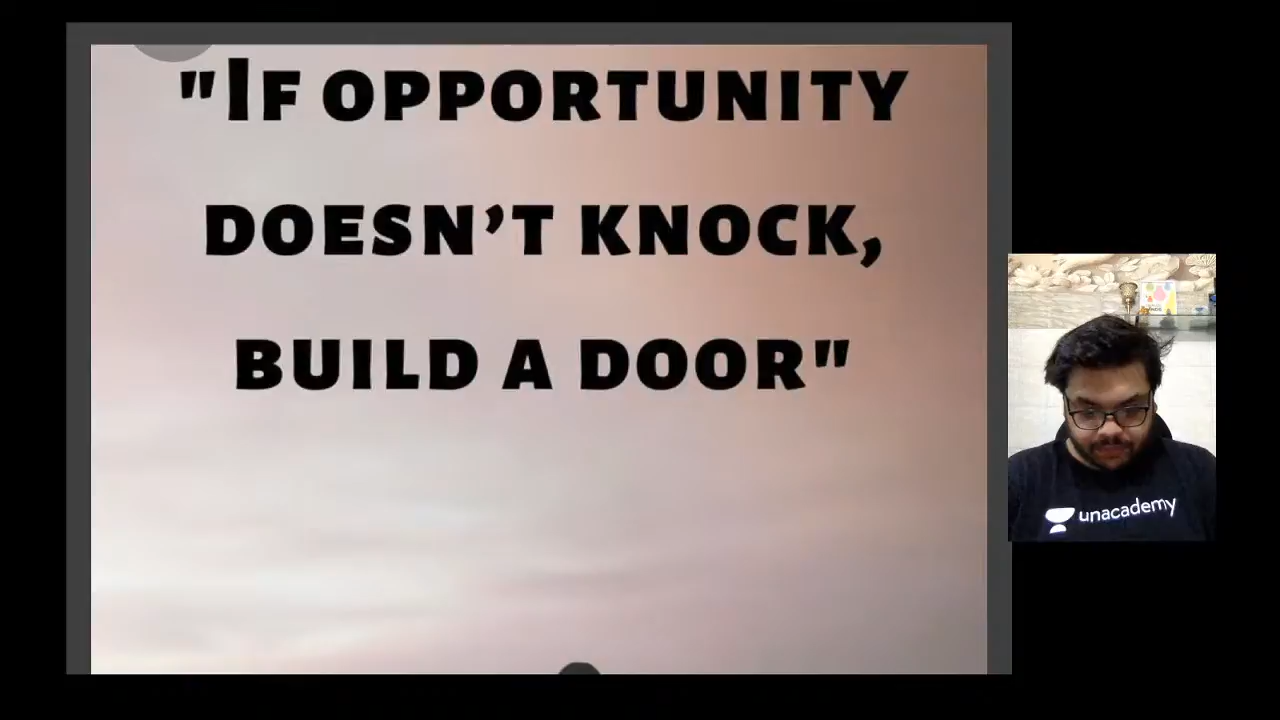 "If opportunity
doesn’t knock,
build a door"
unacademy